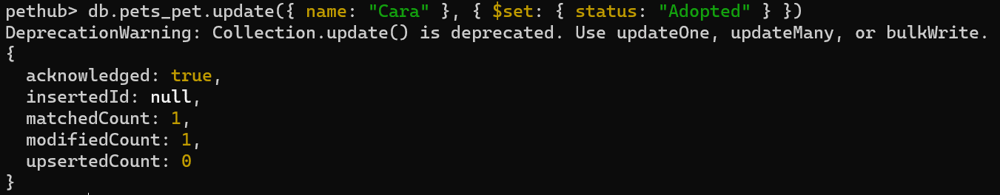 pethub> db.pets_pet.update({ name: "Cara" }, { $set: { status: "Adopted" } })
DeprecationWarning: Collection.update() is deprecated. Use updateOne, updateMany, or bulkWrite.
{
  acknowledged: true,
  insertedId: null,
  matchedCount: 1,
  modifiedCount: 1,
  upsertedCount: 0
}